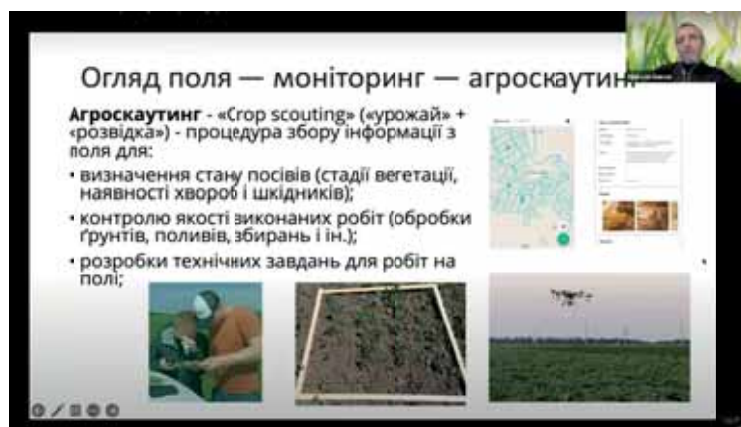 Огляд поля — моніторинг — агроскаутинг
Агроскаутинг - «Crop scouting» («урожай» +
«розвідка») - процедура збору інформації з
поля для:
• визначення стану посівів (стадії вегетації,
наявності хвороб і шкідників);
• контролю якості виконаних робіт (обробки
ґрунтів, поливів, збирань і ін.);
• розробки технічних завдань для робіт на
полі;